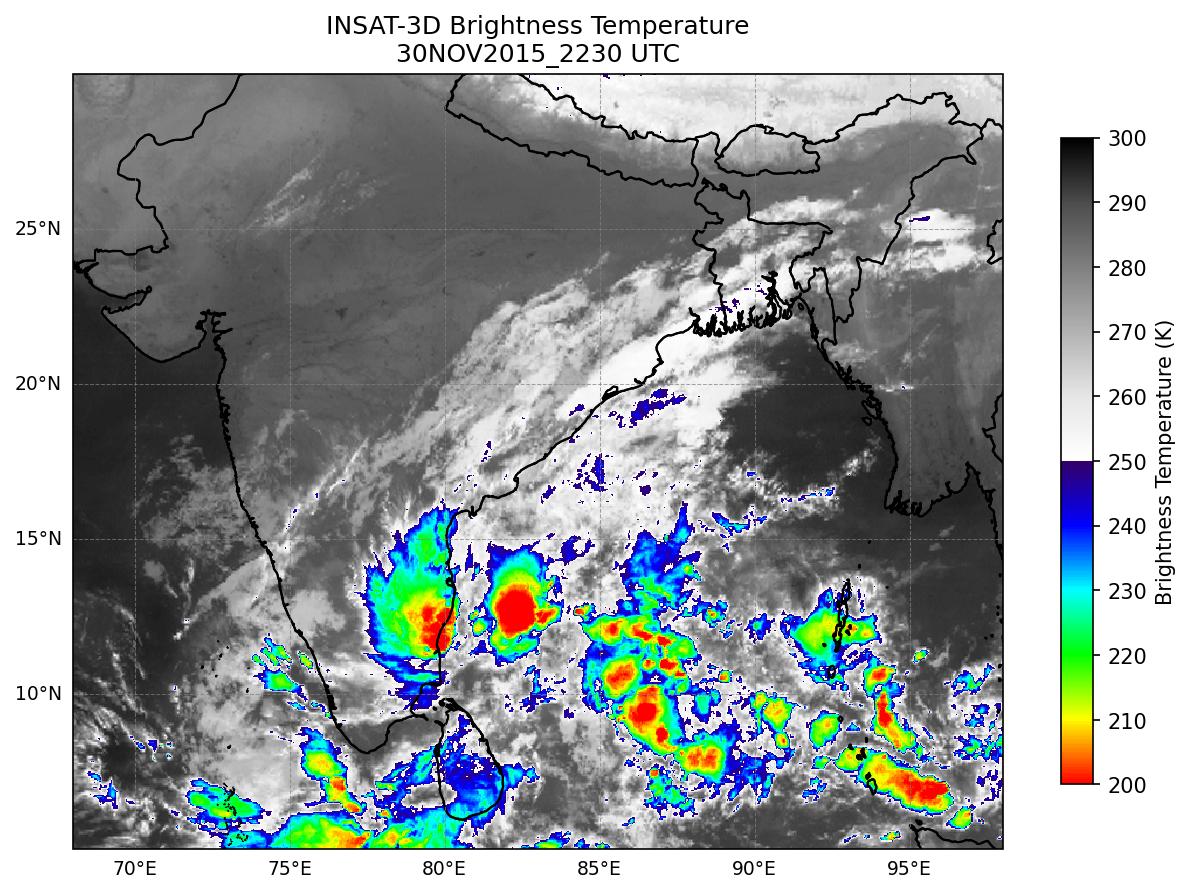 INSAT-3D Brightness Temperature
30NOV2015_2230 UTC
25°N
20°N
15°N
10°N
70°E
75°E
80°E
85°E
90°E
95°E
300
290
280
270
260
250
240
230
220
210
200
Brightness Temperature (K)